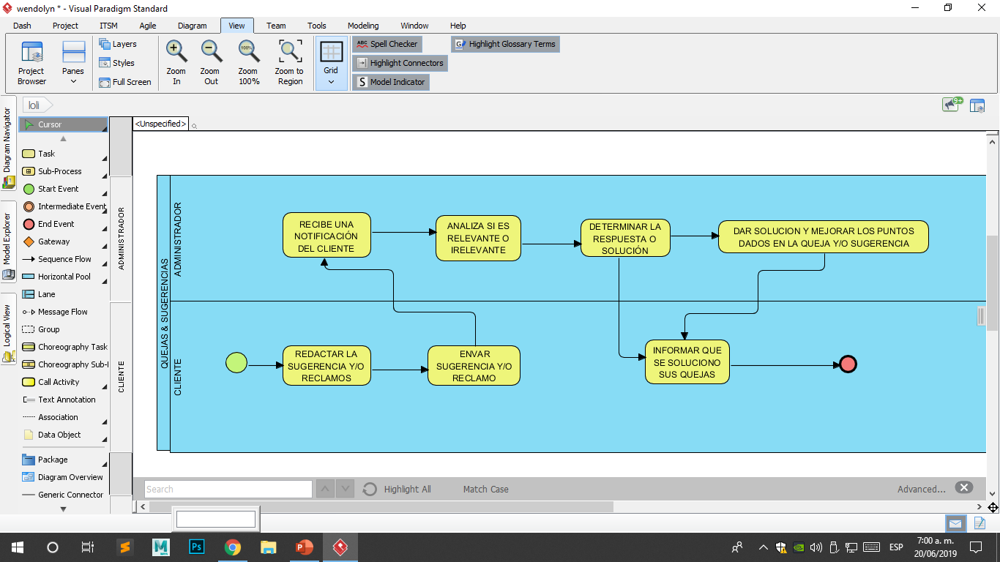 wendolyn * - Visual Paradigm Standard
Dash Project ITSM Agile Diagram View Team Tools Modeling Window Help
Project Browser
Panes
Layers
Styles
Full Screen
Zoom In
Zoom Out
100%
Zoom 100%
Zoom to Region
Grid
ABC Spell Checker
Highlight Connectors
S Model Indicator
G Highlight Glossary Terms
loli
9+
Diagram Navigator
Model Explorer
Logical View
Cursor
Task
Sub-Process
Start Event
Intermediate Event
End Event
Gateway
Sequence Flow
Horizontal Pool
Lane
Message Flow
Group
Choreography Task
Choreography Sub-
Call Activity
Text Annotation
Association
Data Object
Package
Diagram Overview
Generic Connector
ADMINISTRADOR
CLIENTE
<Unspecified>
QUEJAS & SUGERENCIAS
ADMINISTRADOR
CLIENTE
RECIBE UNA
NOTIFICACIÓN
DEL CLIENTE
ANALIZA SI ES
RELEVANTE O
IRELEVANTE
DETERMINAR LA
RESPUESTA O
SOLUCIÓN
DAR SOLUCION Y MEJORAR LOS PUNTOS
DADOS EN LA QUEJA Y/O SUGERENCIA
REDACTAR LA
SUGERENCIA Y/O
RECLAMOS
ENVAR
SUGERENCIA Y/O
RECLAMO
INFORMAR QUE
SE SOLUCIONO
SUS QUEJAS
Search
Highlight All
Match Case
Advanced...
Ps
ESP
7:00 a. m.
20/06/2019